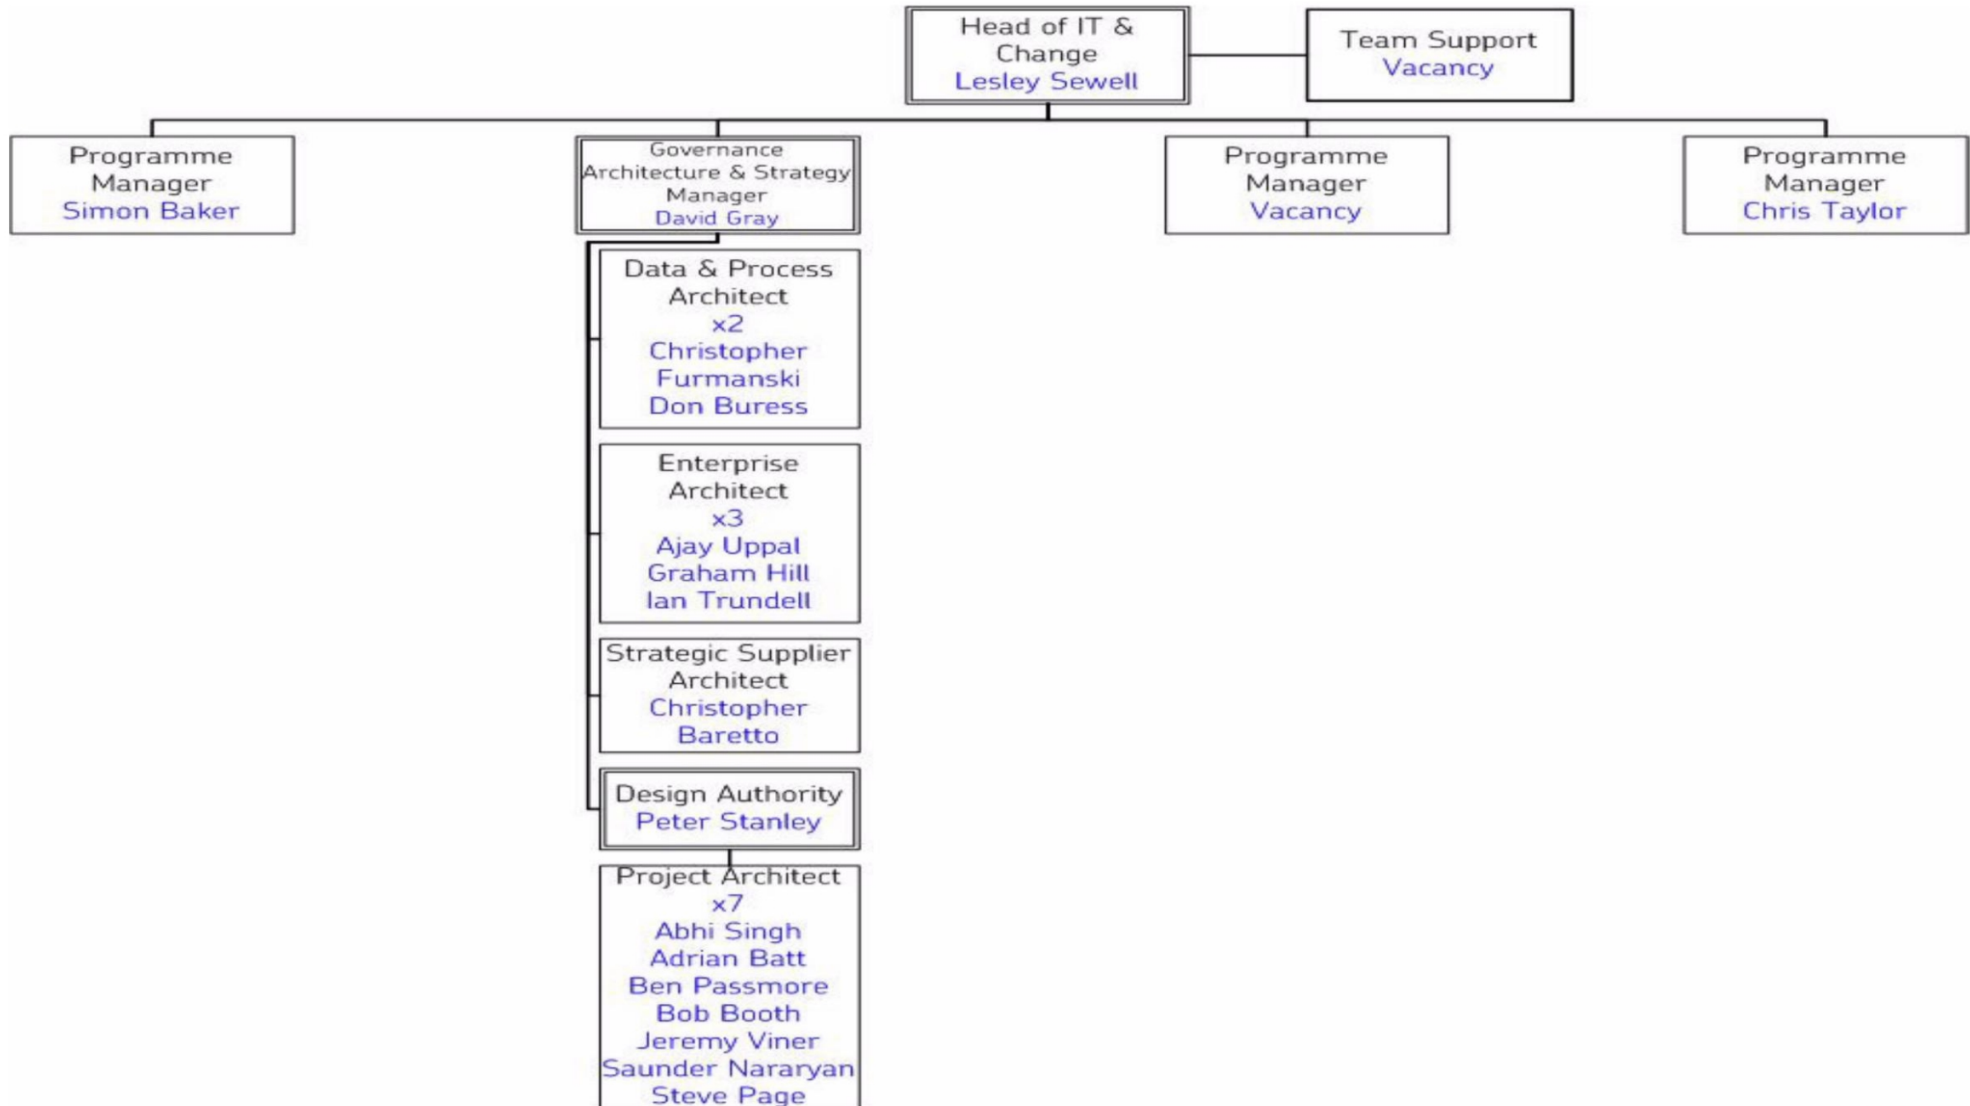 Head of IT &
Change
Lesley Sewell
Team Support
Vacancy
Programme
Manager
Simon Baker
Governance
Architecture & Strategy
Manager
David Gray
Programme
Manager
Vacancy
Programme
Manager
Chris Taylor
Data & Process
Architect
x2
Christopher
Furmanski
Don Buress
Enterprise
Architect
x3
Ajay Uppal
Graham Hill
Ian Trundell
Strategic Supplier
Architect
Christopher
Baretto
Design Authority
Peter Stanley
Project Architect
x7
Abhi Singh
Adrian Batt
Ben Passmore
Bob Booth
Jeremy Viner
Saunder Nararyan
Steve Page